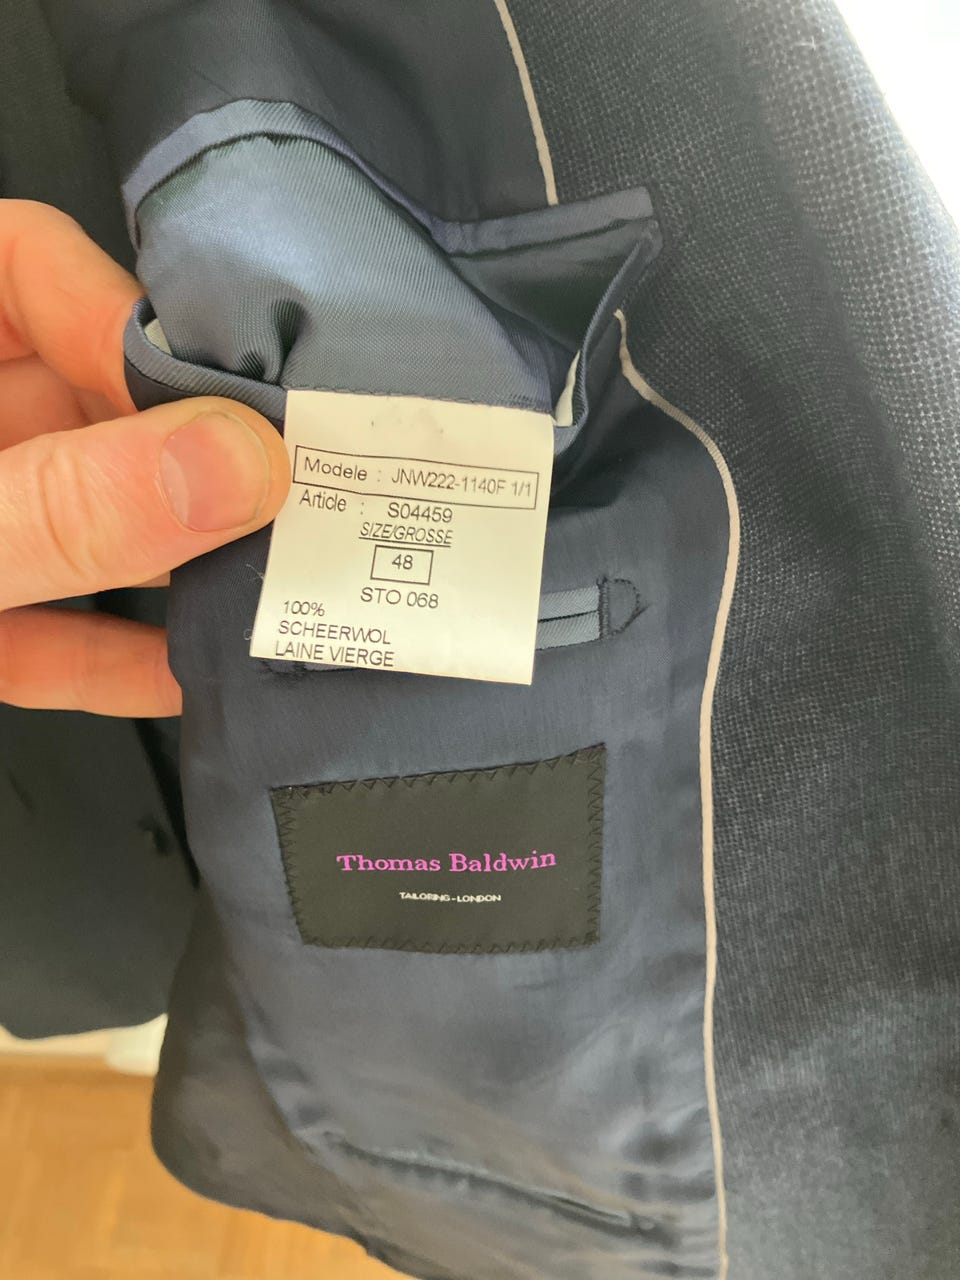 Modele : JNW222-1140F 1/1
Article : S04459
SIZE/GROSSE
48
STO 068
100%
SCHEERWOL
LAINE VIERGE
Thomas Baldwin
TAILORING-LONDON